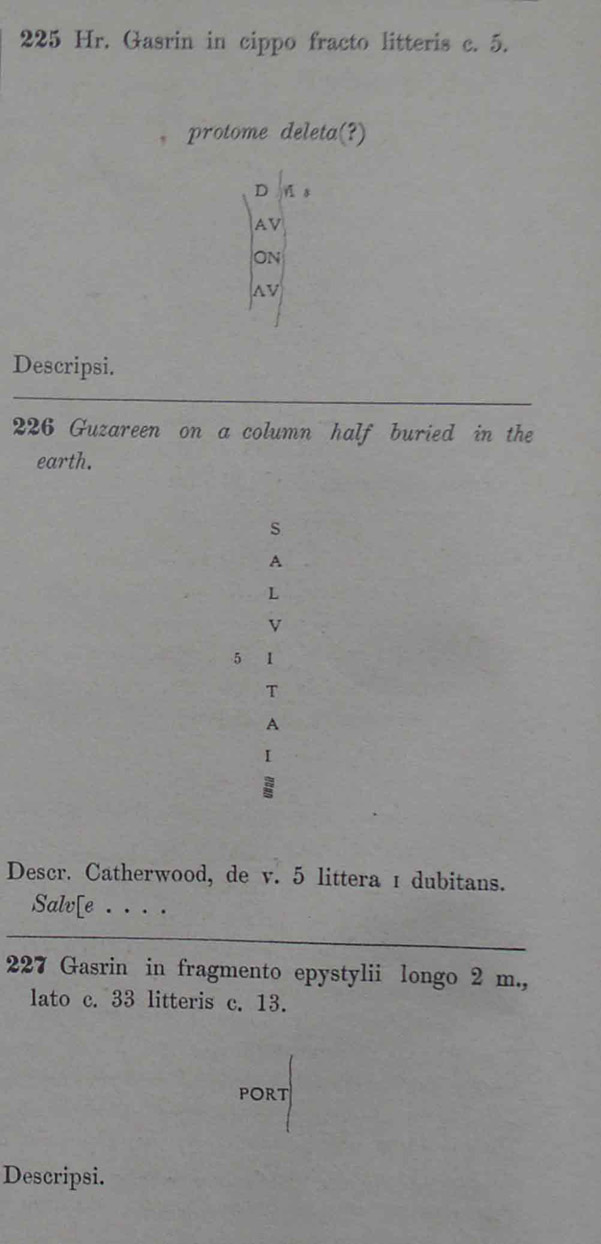 225 Hr. Gasrin in cippo fracto litteris c. 5.
protome deleta(?)
D M s
AV
ON
AV
Descripsi.
226 Guzareen on a column half buried in the
earth.
S
A
L
V
5 I
T
A
I
Descr. Catherwood, de v. 5 littera I dubitans.
Salv[e . . . .
227 Gasrin in fragmento epystylii longo 2 m.,
lato c. 33 litteris c. 13.
PORT
Descripsi.